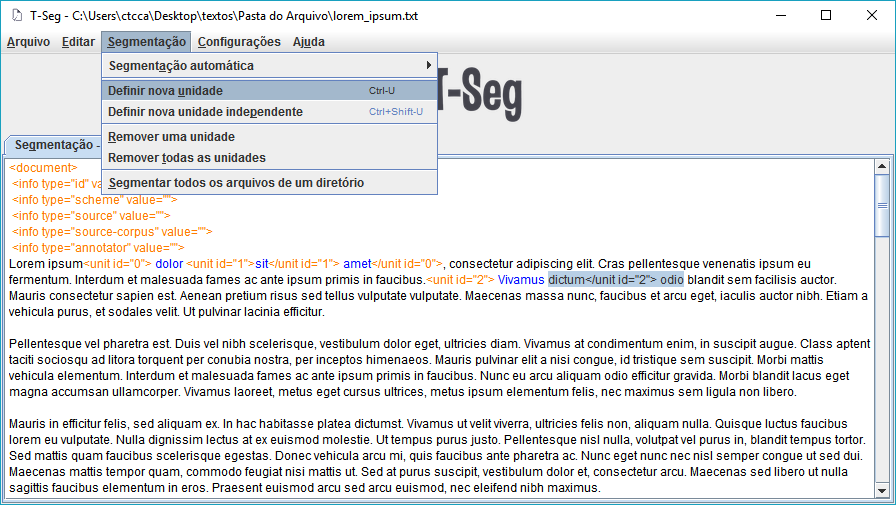 T-Seg - C:\Users\ctcca\Desktop\textos\Pasta do Arquivo\lorem_ipsum.txt
Arquivo Editar Segmentação Configurações Ajuda
Segmentação automática
Definir nova unidade Ctrl-U
Definir nova unidade independente Ctrl+Shift-U
Remover uma unidade
Remover todas as unidades
Segmentar todos os arquivos de um diretório
T-Seg
Segmentação -
<document>
<info type="id" va
<info type="scheme" value="">
<info type="source" value="">
<info type="source-corpus" value="">
<info type="annotator" value="">
Lorem ipsum<unit id="0"> dolor <unit id="1">sit</unit id="1"> amet</unit id="0">, consectetur adipiscing elit. Cras pellentesque venenatis ipsum eu
fermentum. Interdum et malesuada fames ac ante ipsum primis in faucibus.<unit id="2"> Vivamus dictum</unit id="2"> odio blandit sem facilisis auctor.
Mauris consectetur sapien est. Aenean pretium risus sed tellus vulputate vulputate. Maecenas massa nunc, faucibus et arcu eget, iaculis auctor nibh. Etiam a
vehicula purus, et sodales velit. Ut pulvinar lacinia efficitur.
Pellentesque vel pharetra est. Duis vel nibh scelerisque, vestibulum dolor eget, ultricies diam. Vivamus at condimentum enim, in suscipit augue. Class aptent
taciti sociosqu ad litora torquent per conubia nostra, per inceptos himenaeos. Mauris pulvinar elit a nisi congue, id tristique sem suscipit. Morbi mattis
vehicula elementum. Interdum et malesuada fames ac ante ipsum primis in faucibus. Nunc eu arcu aliquam odio efficitur gravida. Morbi blandit lacus eget
magna accumsan ullamcorper. Vivamus laoreet, metus eget cursus ultrices, metus ipsum elementum felis, nec maximus sem ligula non libero.
Mauris in efficitur felis, sed aliquam ex. In hac habitasse platea dictumst. Vivamus ut velit viverra, ultricies felis non, aliquam nulla. Quisque luctus faucibus
lorem eu vulputate. Nulla dignissim lectus at ex euismod molestie. Ut tempus purus justo. Pellentesque nisl nulla, volutpat vel purus in, blandit tempus tortor.
Sed mattis quam faucibus scelerisque egestas. Donec vehicula arcu mi, quis faucibus ante pharetra ac. Nunc eget nunc nec nisl semper congue ut sed dui.
Maecenas mattis tempor quam, commodo feugiat nisi mattis ut. Sed at purus suscipit, vestibulum dolor et, consectetur arcu. Maecenas sed libero ut nulla
sagittis faucibus elementum in eros. Praesent euismod arcu sed arcu euismod, nec eleifend nibh maximus.